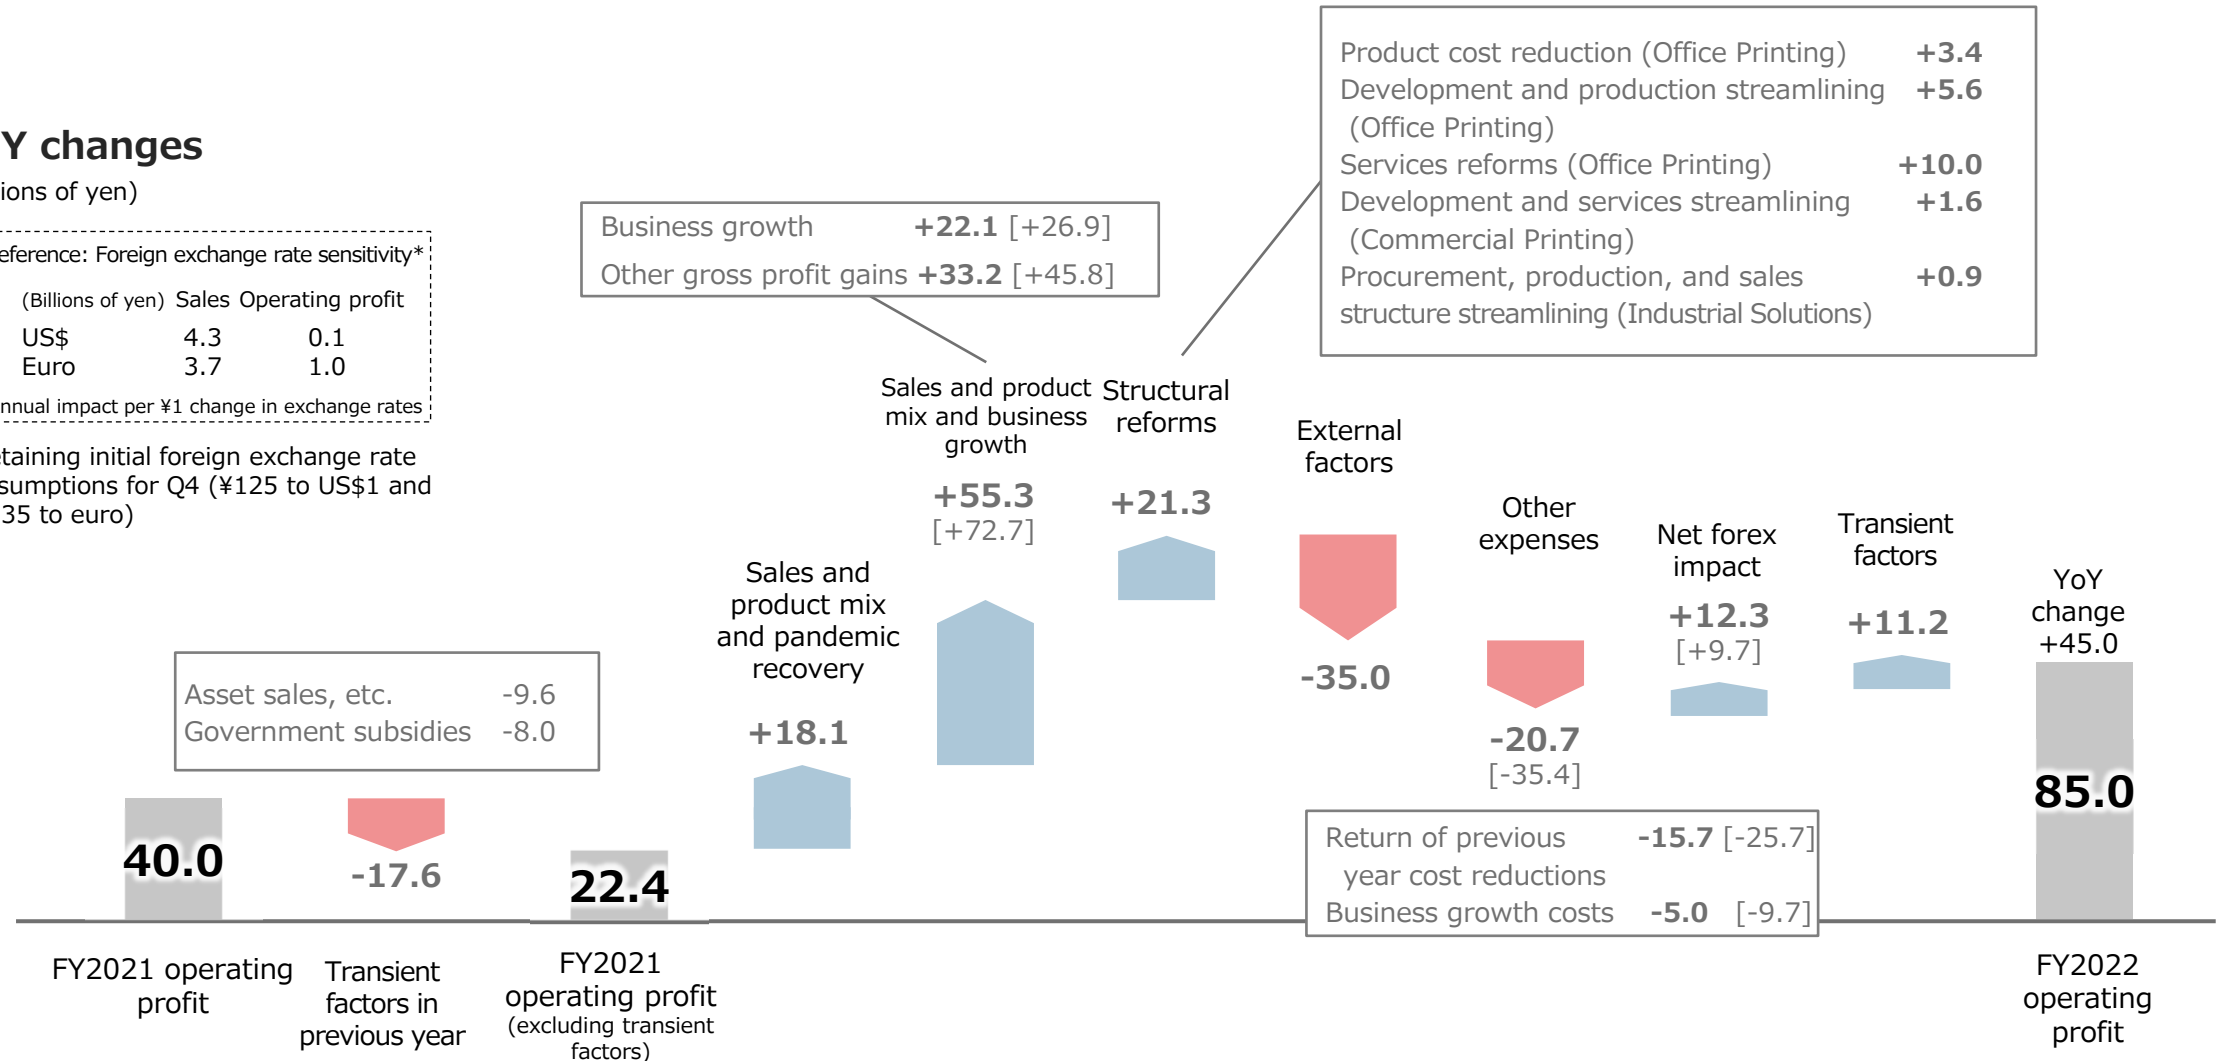 Y changes
ions of yen)
eference: Foreign exchange rate sensitivity*
(Billions of yen) Sales Operating profit
US$ 4.3 0.1
Euro 3.7 1.0
nnual impact per ¥1 change in exchange rates
taining initial foreign exchange rate
sumptions for Q4 (¥125 to US$1 and
35 to euro)
Business growth +22.1 [+26.9]
Other gross profit gains +33.2 [+45.8]
Product cost reduction (Office Printing) +3.4
Development and production streamlining +5.6
(Office Printing)
Services reforms (Office Printing) +10.0
Development and services streamlining +1.6
(Commercial Printing)
Procurement, production, and sales +0.9
structure streamlining (Industrial Solutions)
Asset sales, etc. -9.6
Government subsidies -8.0
40.0
-17.6
22.4
Sales and
product mix
and pandemic
recovery
+18.1
Sales and product
mix and business
growth
+55.3
[+72.7]
Structural
reforms
+21.3
External
factors
-35.0
Other
expenses
-20.7
[-35.4]
Return of previous -15.7 [-25.7]
year cost reductions
Business growth costs -5.0 [-9.7]
Net forex
impact
+12.3
[+9.7]
Transient
factors
+11.2
YoY
change
+45.0
85.0
FY2021 operating
profit
Transient
factors in
previous year
FY2021
operating profit
(excluding transient
factors)
FY2022
operating
profit